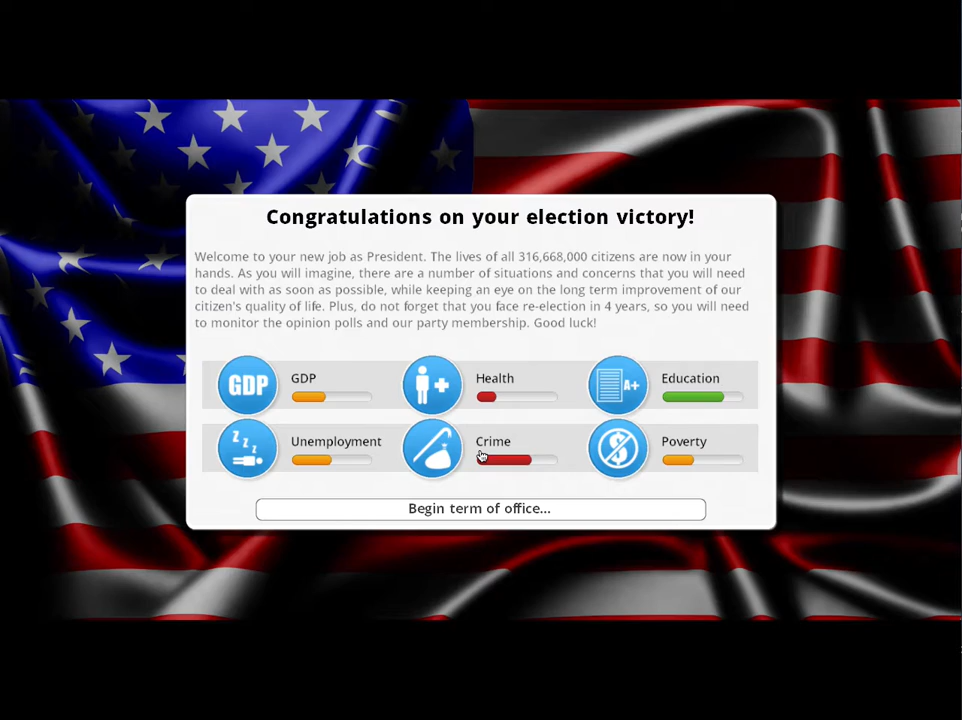 Congratulations on your election victory!
Welcome to your new job as President. The lives of all 316,668,000 citizens are now in your
hands. As you will imagine, there are a number of situations and concerns that you will need
to deal with as soon as possible, while keeping an eye on the long term improvement of our
citizen's quality of life. Plus, do not forget that you face re-election in 4 years, so you will need
to monitor the opinion polls and our party membership. Good luck!
GDP GDP
Health
A+ Education
z z z Unemployment
Crime
$ Poverty
Begin term of office...